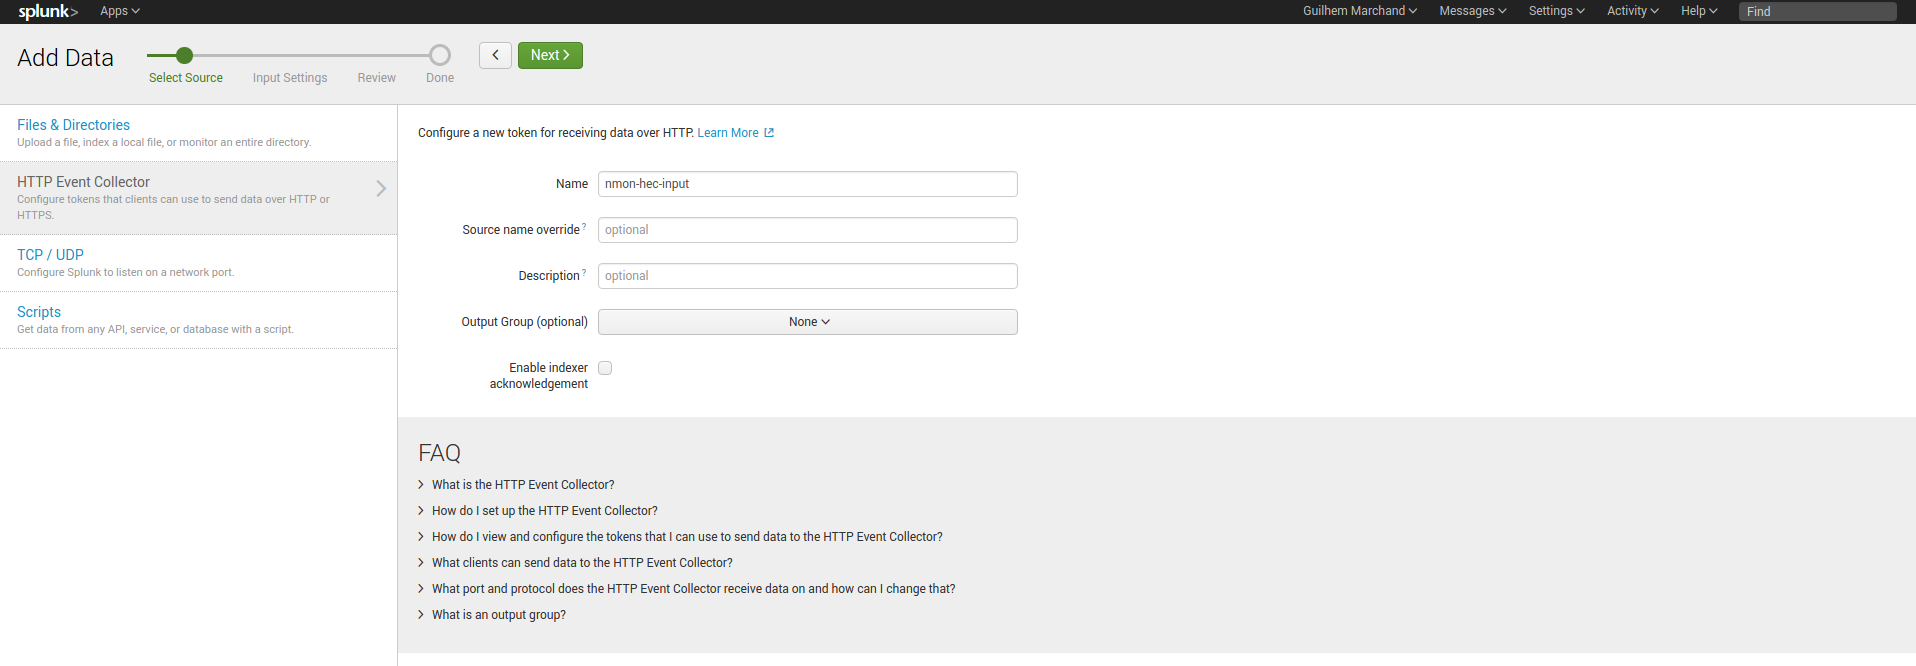 splunk> Apps Guilhem Marchand Messages Settings Activity Help Find
Add Data
Select Source Input Settings Review Done
Next
Files & Directories
Upload a file, index a local file, or monitor an entire directory.
HTTP Event Collector
Configure tokens that clients can use to send data over HTTP or
HTTPS.
TCP / UDP
Configure Splunk to listen on a network port.
Scripts
Get data from any API, service, or database with a script.
Configure a new token for receiving data over HTTP. Learn More
Name nmon-hec-input
Source name override ? optional
Description ? optional
Output Group (optional) None
Enable indexer
acknowledgement
FAQ
What is the HTTP Event Collector?
How do I set up the HTTP Event Collector?
How do I view and configure the tokens that I can use to send data to the HTTP Event Collector?
What clients can send data to the HTTP Event Collector?
What port and protocol does the HTTP Event Collector receive data on and how can I change that?
What is an output group?